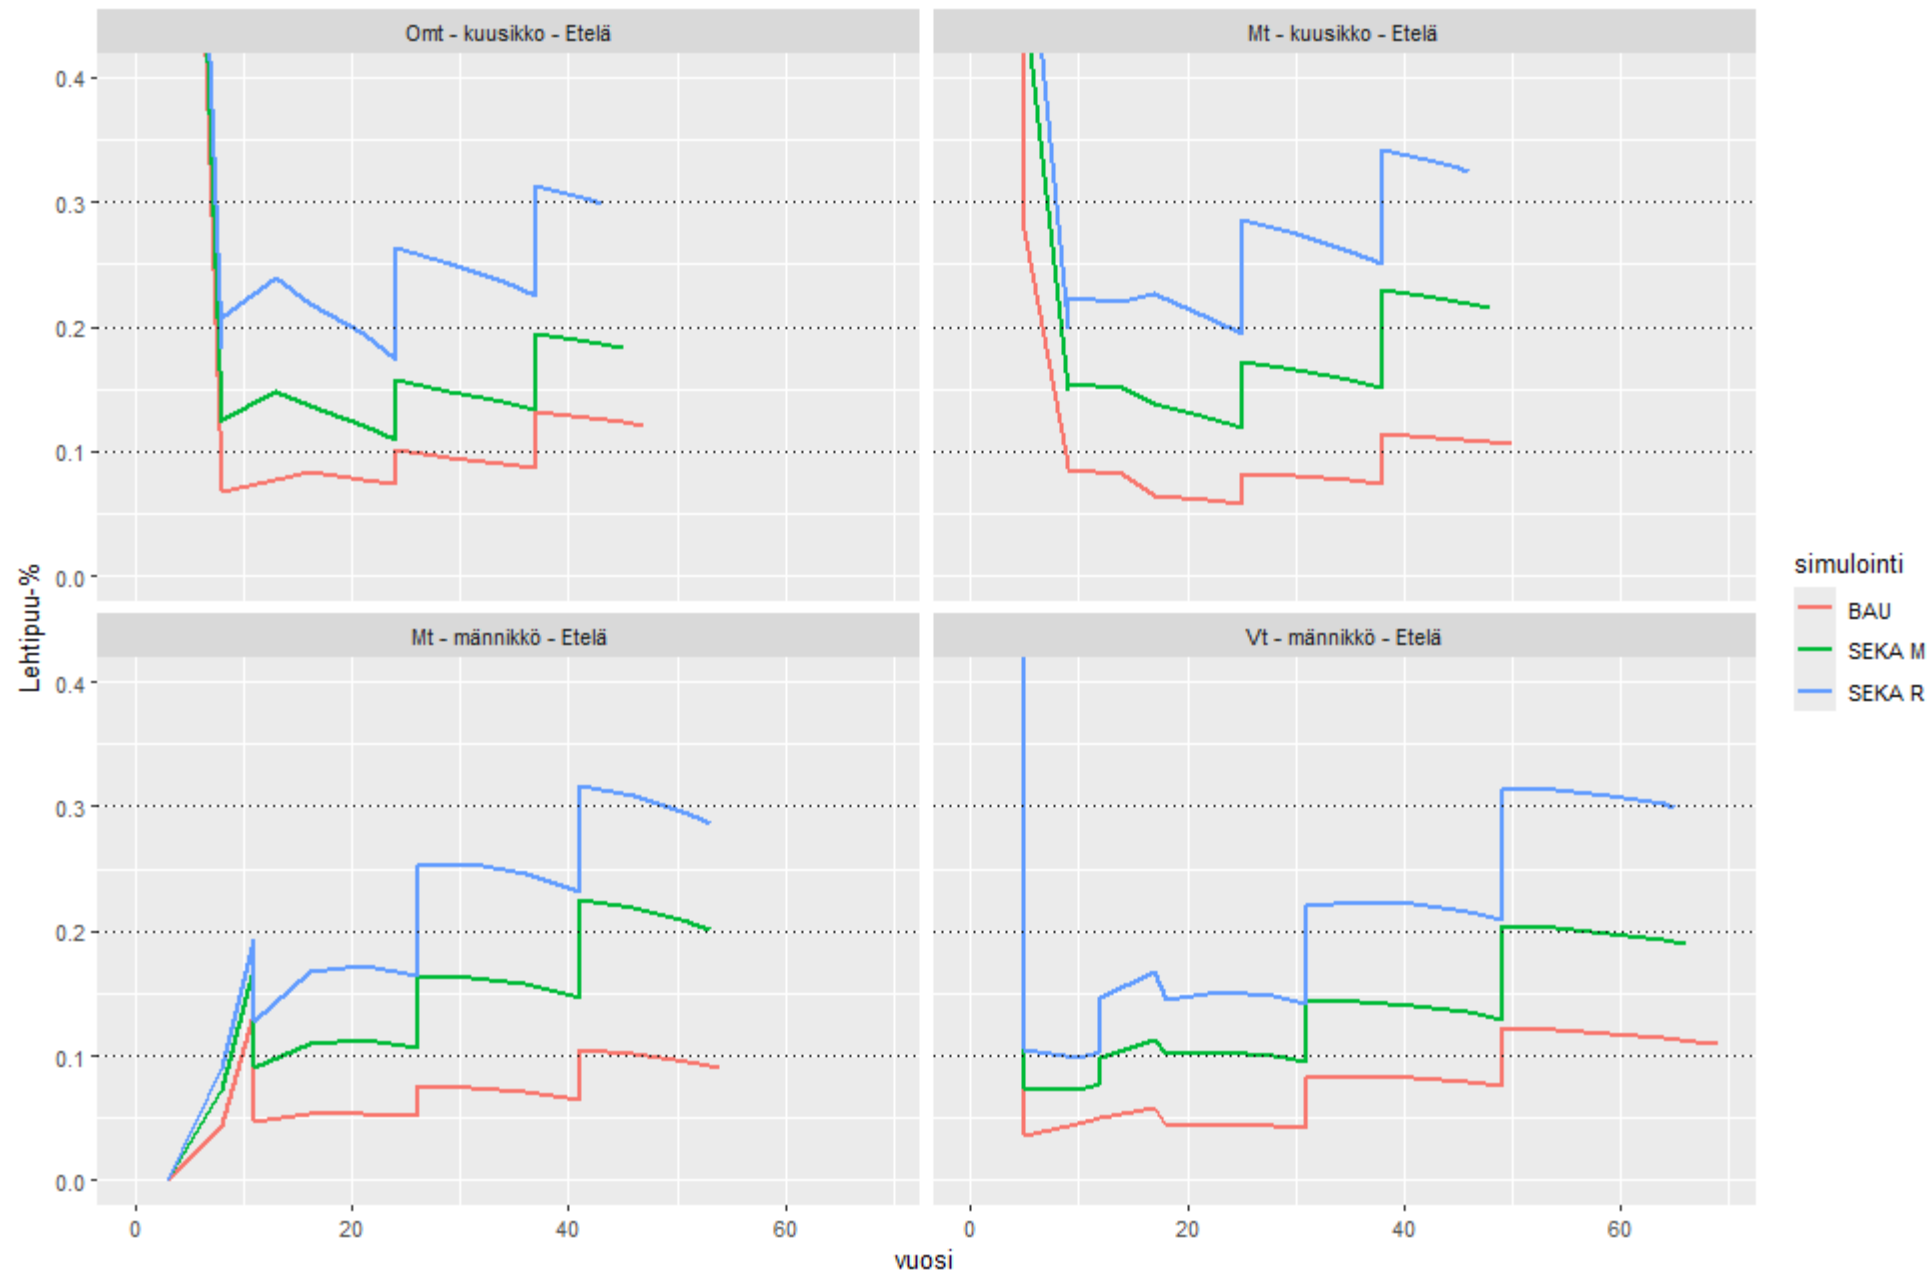 Omt - kuusikko - Etelä
Mt - kuusikko - Etelä
0.4
0.3
0.2
0.1
0.0
Lehtipuu-%
Mt - männikkö - Etelä
Vt - männikkö - Etelä
0.4
0.3
0.2
0.1
0.0
0 20 40 60
0 20 40 60
vuosi
simulointi
BAU
SEKA M
SEKA R